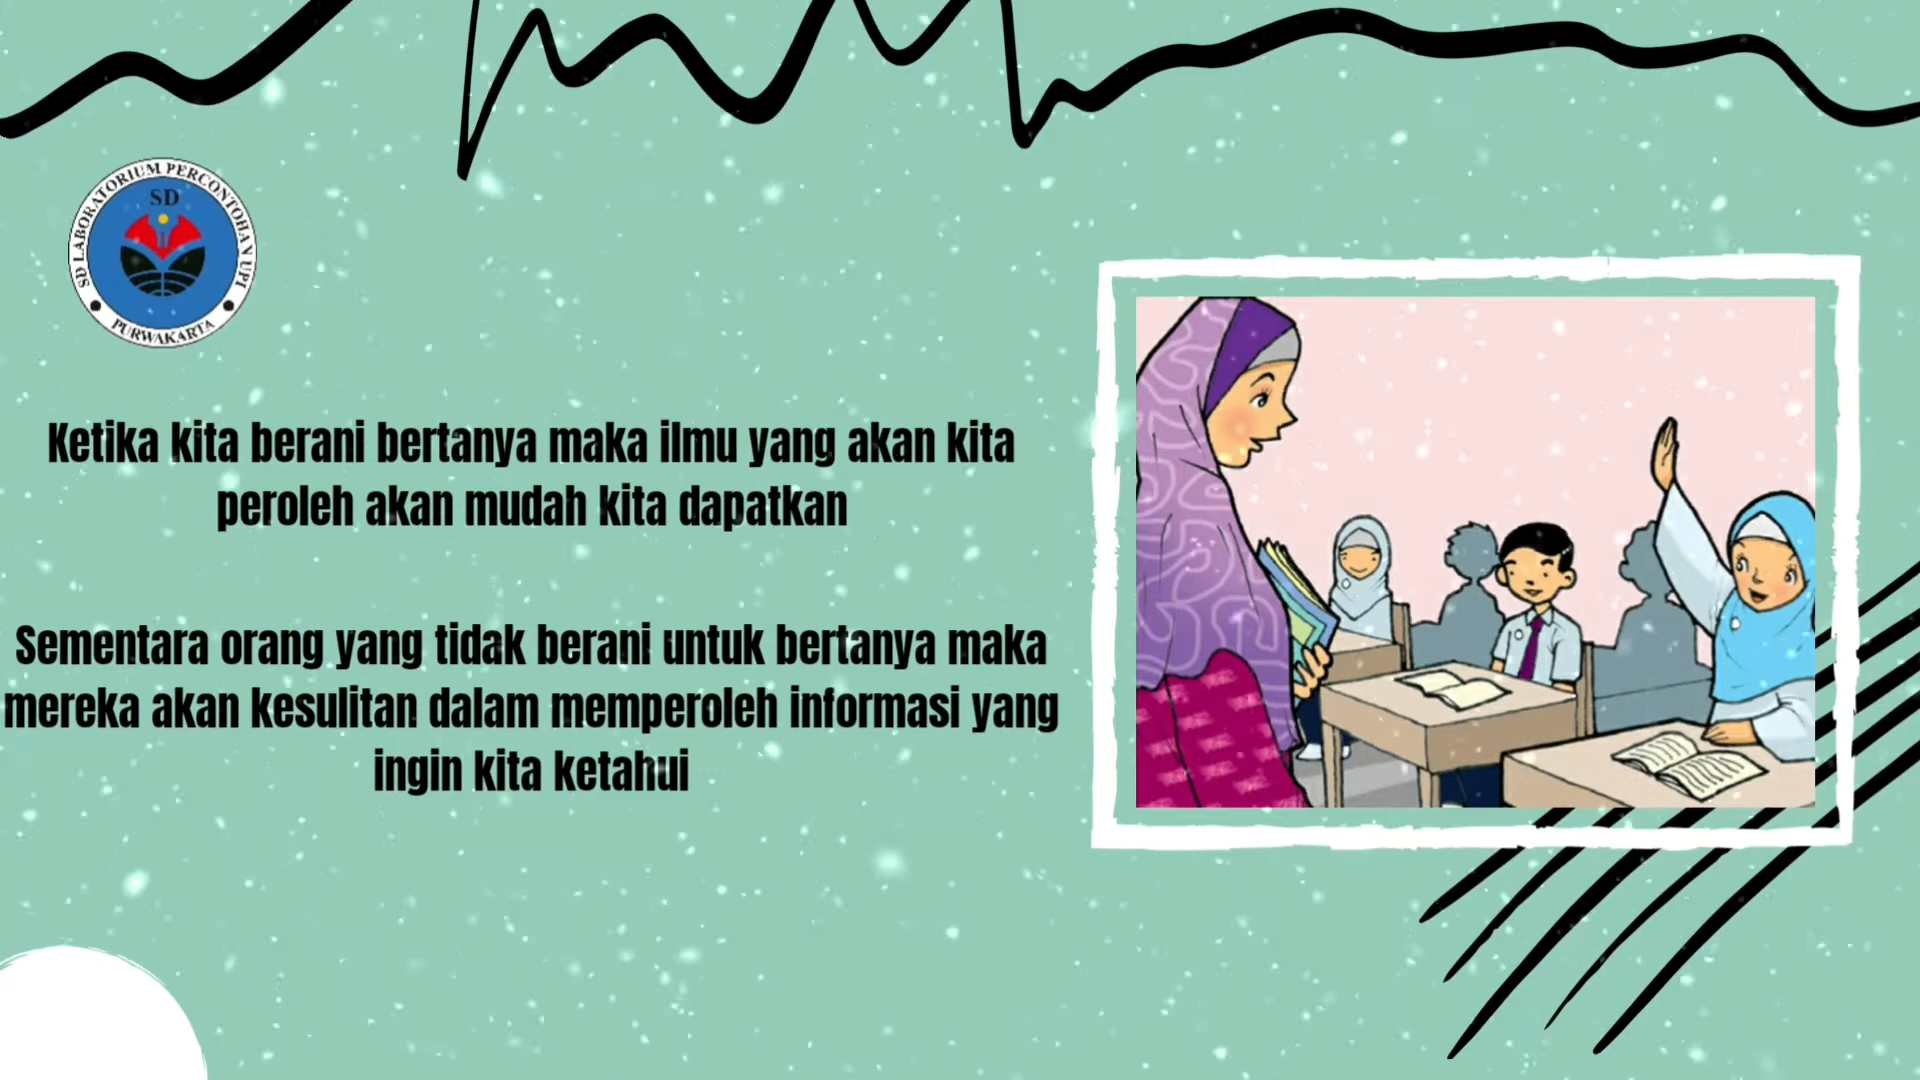 SD LABORATORIUM PERCONTOHAN UPI
SD
PURWAKARTA
Ketika kita berani bertanya maka ilmu yang akan kita
peroleh akan mudah kita dapatkan
Sementara orang yang tidak berani untuk bertanya maka
mereka akan kesulitan dalam memperoleh informasi yang
ingin kita ketahui